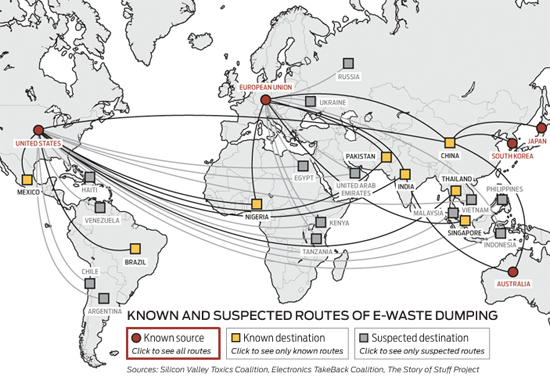 RUSSIA
EUROPEAN UNION
UKRAINE
UNITED STATES
JAPAN
SOUTH KOREA
CHINA
PAKISTAN
EGYPT
UNITED ARAB
EMIRATES
INDIA
THAILAND
MEXICO
HAITI
PHILIPPINES
VIETNAM
MALAYSIA
VENEZUELA
NIGERIA
KENYA
SINGAPORE
INDONESIA
TANZANIA
BRAZIL
CHILE
AUSTRALIA
ARGENTINA
KNOWN AND SUSPECTED ROUTES OF E-WASTE DUMPING
Known source
Click to see all routes
Known destination
Click to see only known routes
Suspected destination
Click to see only suspected routes
Sources: Silicon Valley Toxics Coalition, Electronics TakeBack Coalition, The Story of Stuff Project